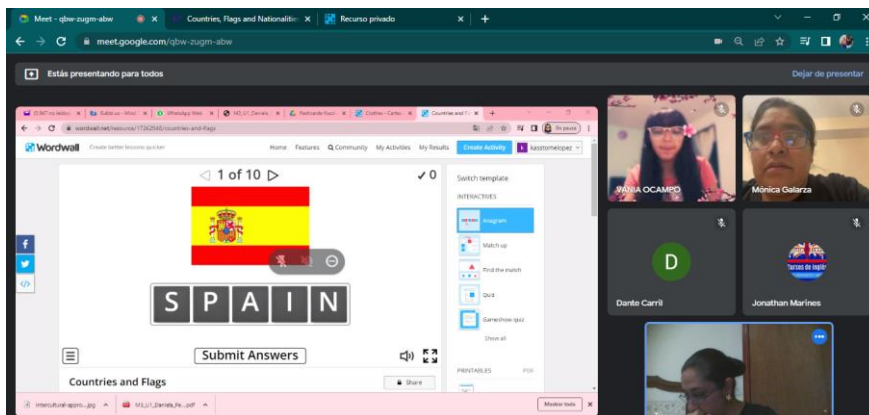 Meet - qbw-zugm-abw
Countries, Flags and Nationalitie
Recurso privado
meet.google.com/qbw-zugm-abw
Estás presentando para todos
Dejar de presentar
wordwall.net/resource/17262540/countries-and-flags
Wordwall
Create better lessons quicker
Home Features Community My Activities My Results Create Activity kasstomelopez
1 of 10
✓ 0
S P A I N
Submit Answers
Countries and Flags
Share
Switch template
INTERACTIVES
Anagram
Match up
Find the match
Quiz
Gameshow quiz
Show all
PRINTABLES PDF
Mostrar todo
VANIA OCAMPO
Mónica Galarza
D
Dante Carril
Jonathan Marines